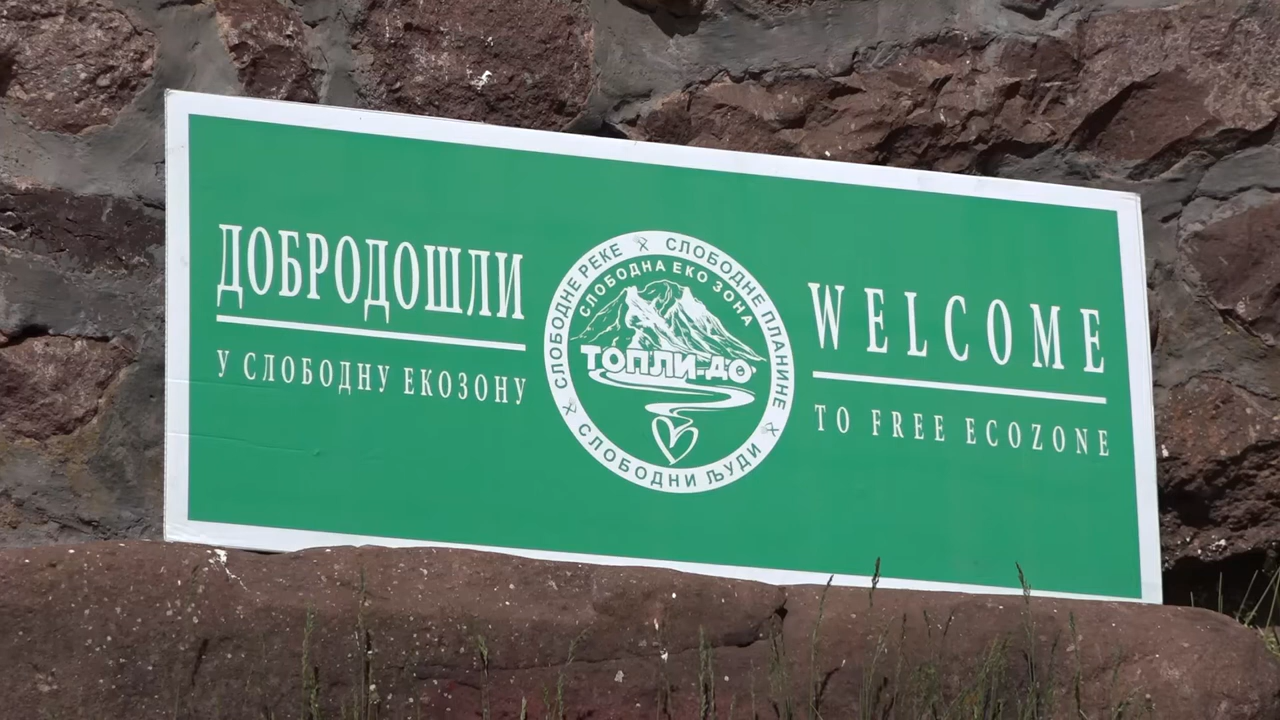 ДОБРОДОШЛИ
У СЛОБОДНУ ЕКОЗОНУ
СЛОБОДНЕ РЕКЕ
СЛОБОДНЕ ПЛАНИНЕ
СЛОБОДНИ ЉУДИ
СЛОБОДНА ЕКО ЗОНА
ТОПЛИ-ДО
WELCOME
TO FREE ECOZONE